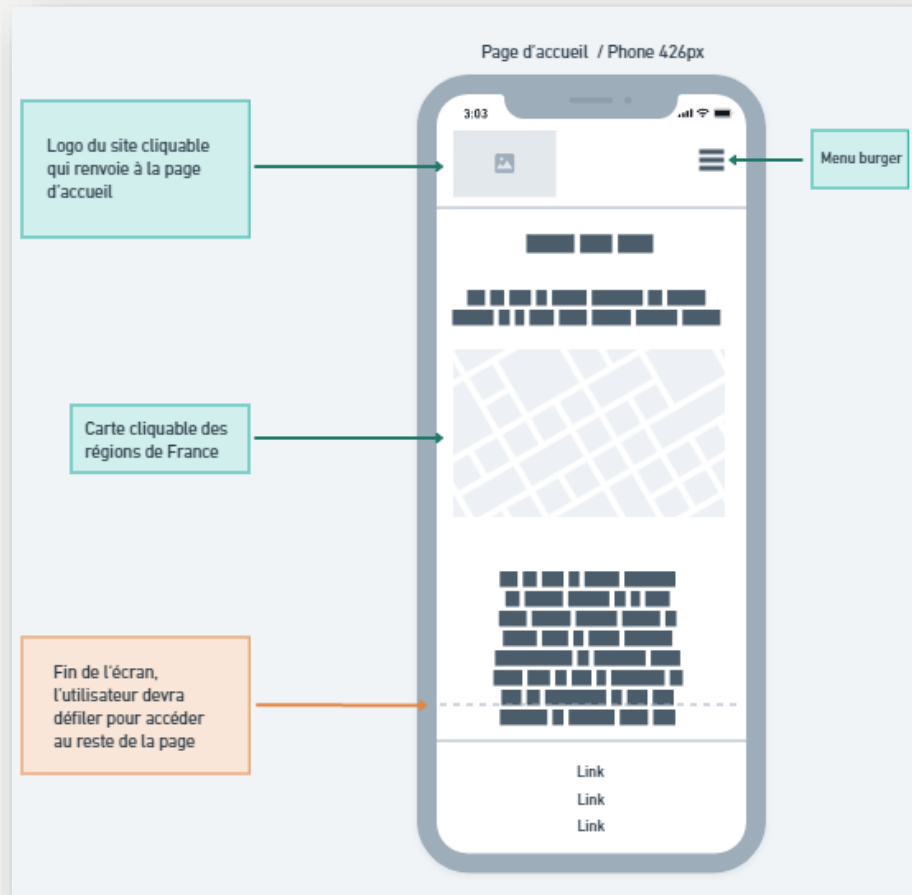 Page d'accueil / Phone 426px
3:03
Logo du site cliquable
qui renvoie à la page
d'accueil
Menu burger
Carte cliquable des
régions de France
Fin de l'écran,
l'utilisateur devra
défiler pour accéder
au reste de la page
Link
Link
Link